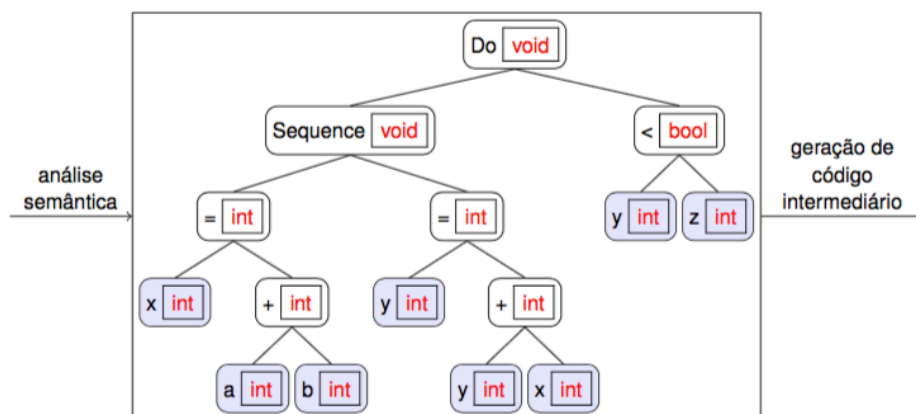 Do void
Sequence void
< bool
análise
semântica
geração de
código
intermediário
= int
= int
y int
z int
x int
+ int
y int
+ int
a int
b int
y int
x int